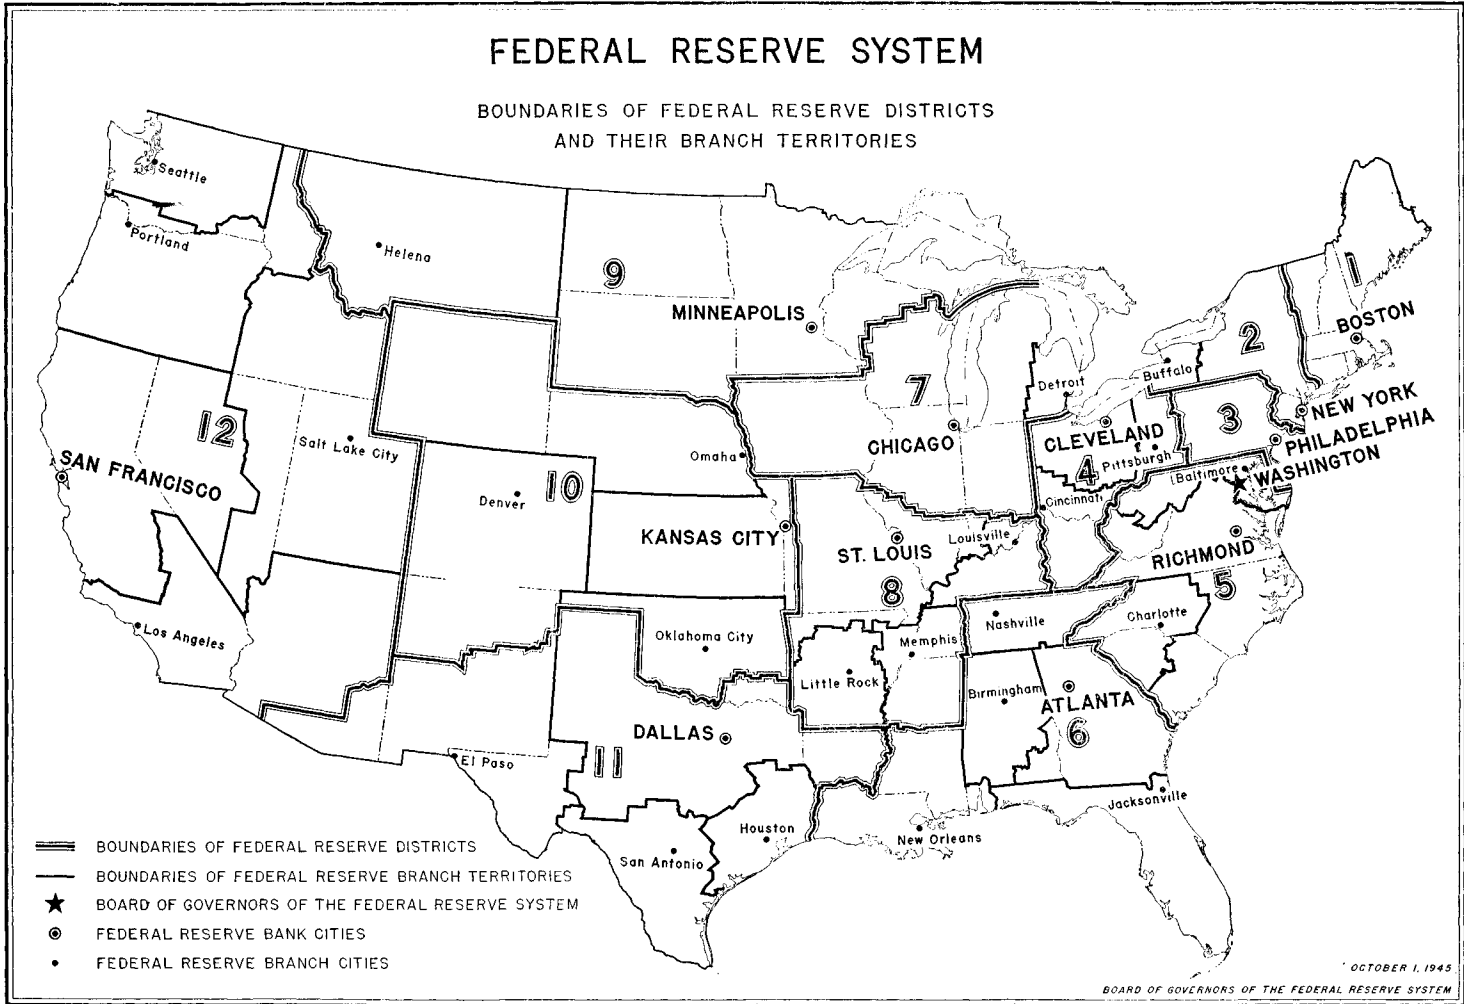 FEDERAL RESERVE SYSTEM
BOUNDARIES OF FEDERAL RESERVE DISTRICTS
AND THEIR BRANCH TERRITORIES
Seattle
Portland
Helena
9
MINNEAPOLIS
1
BOSTON
2
Buffalo
Detroit
7
NEW YORK
3
PHILADELPHIA
CHICAGO
CLEVELAND
WASHINGTON
12
Salt Lake City
Omaha
4
Pittsburgh
Baltimore
SAN FRANCISCO
Denver
10
Cincinnati
KANSAS CITY
ST. LOUIS
Louisville
RICHMOND
8
5
Los Angeles
Oklahoma City
Memphis
Nashville
Charlotte
Little Rock
Birmingham
ATLANTA
DALLAS
6
11
El Paso
Jacksonville
Houston
New Orleans
San Antonio
BOUNDARIES OF FEDERAL RESERVE DISTRICTS
BOUNDARIES OF FEDERAL RESERVE BRANCH TERRITORIES
BOARD OF GOVERNORS OF THE FEDERAL RESERVE SYSTEM
FEDERAL RESERVE BANK CITIES
FEDERAL RESERVE BRANCH CITIES
OCTOBER 1, 1945
BOARD OF GOVERNORS OF THE FEDERAL RESERVE SYSTEM